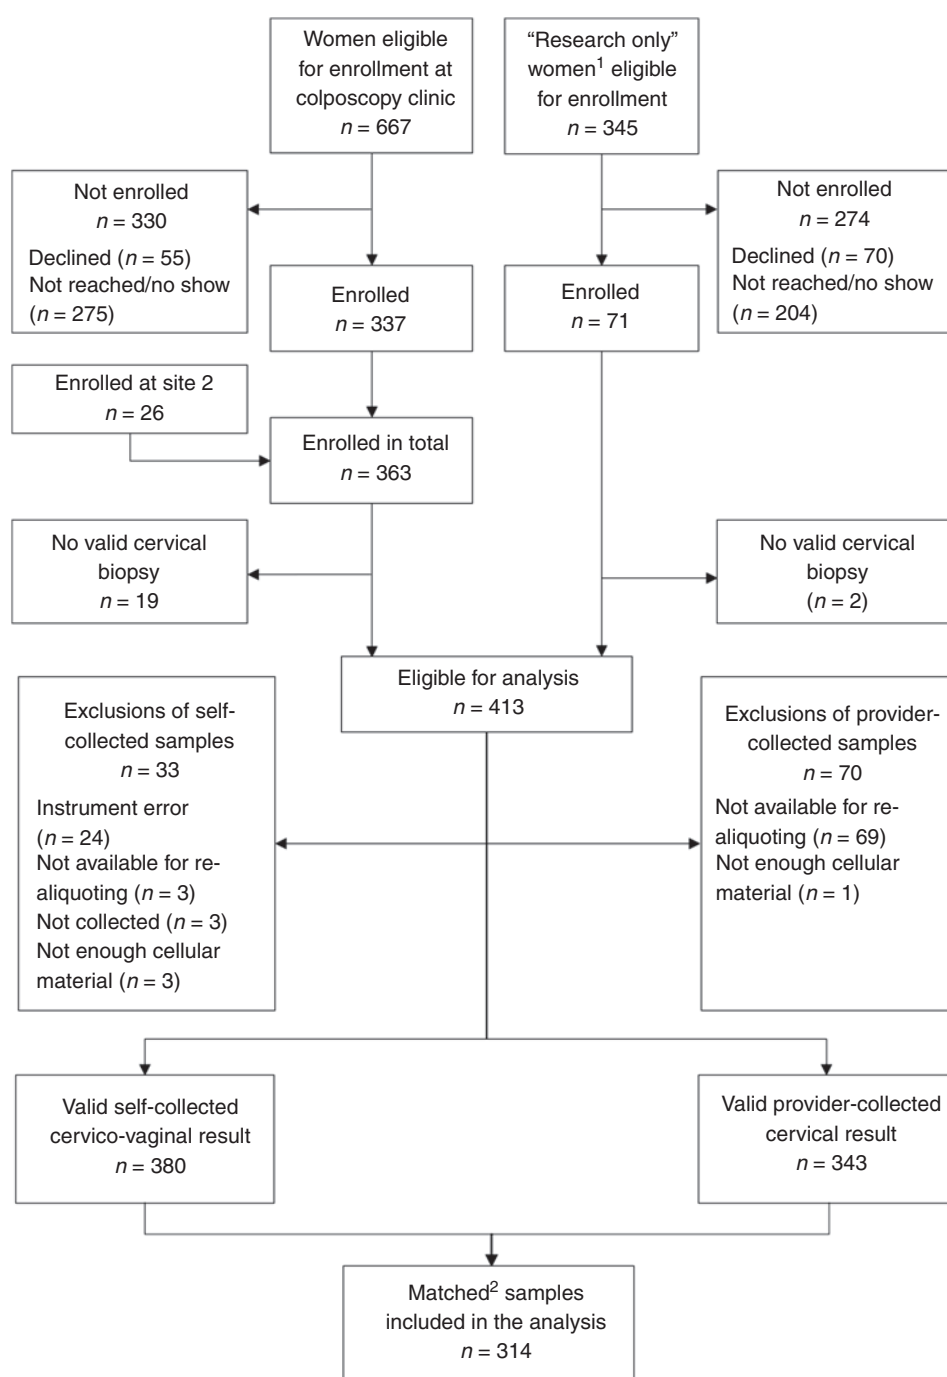 Women eligible
for enrollment at
colposcopy clinic
n = 667
“Research only”
women1 eligible
for enrollment
n = 345
Not enrolled
n = 330
Declined (n = 55)
Not reached/no show
(n = 275)
Not enrolled
n = 274
Declined (n = 70)
Not reached/no show
(n = 204)
Enrolled
n = 337
Enrolled
n = 71
Enrolled at site 2
n = 26
Enrolled in total
n = 363
No valid cervical
biopsy
n = 19
No valid cervical
biopsy
(n = 2)
Eligible for analysis
n = 413
Exclusions of self-
collected samples
n = 33
Instrument error
(n = 24)
Not available for re-
aliquoting (n = 3)
Not collected (n = 3)
Not enough cellular
material (n = 3)
Exclusions of provider-
collected samples
n = 70
Not available for re-
aliquoting (n = 69)
Not enough cellular
material (n = 1)
Valid self-collected
cervico-vaginal result
n = 380
Valid provider-collected
cervical result
n = 343
Matched2 samples
included in the analysis
n = 314